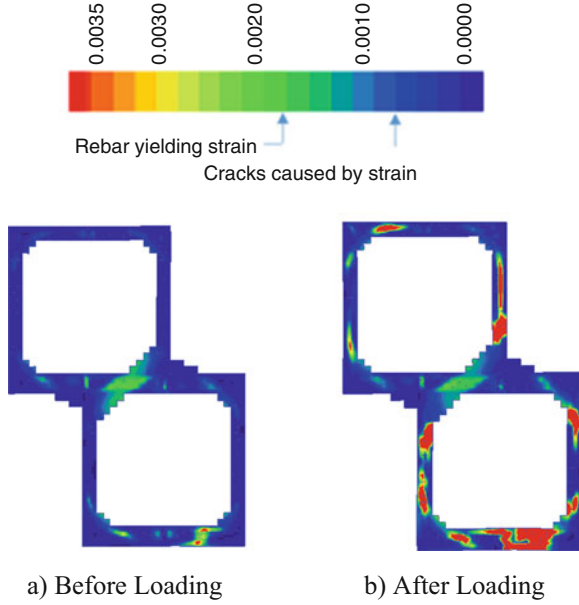 0.0035 0.0030 0.0020 0.0010 0.0000
Rebar yielding strain
Cracks caused by strain
a) Before Loading b) After Loading